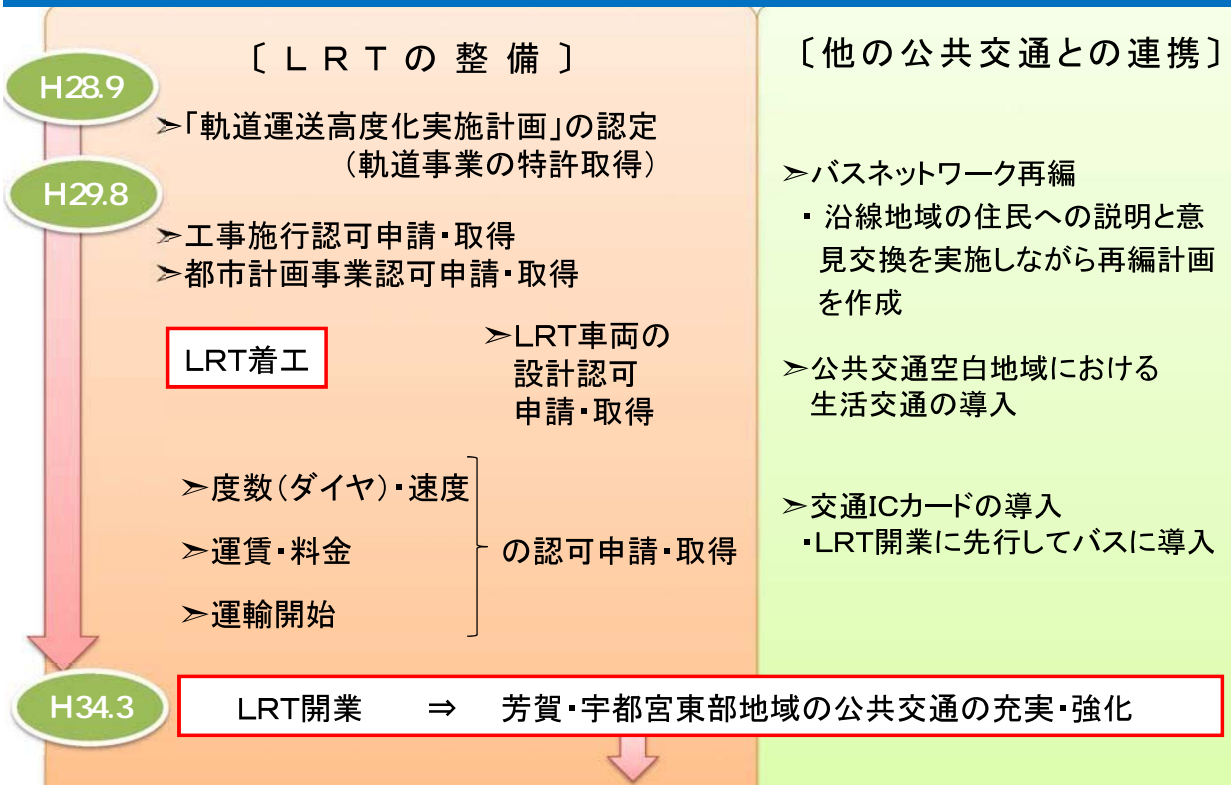 〔ＬＲＴの整備〕
H28.9
➢「軌道運送高度化実施計画」の認定
（軌道事業の特許取得）
H29.8
➢工事施行認可申請・取得
➢都市計画事業認可申請・取得
LRT着工
➢LRT車両の
設計認可
申請・取得
➢度数（ダイヤ）・速度
➢運賃・料金
➢運輸開始
の認可申請・取得
〔他の公共交通との連携〕
➢バスネットワーク再編
・沿線地域の住民への説明と意
見交換を実施しながら再編計画
を作成
➢公共交通空白地域における
生活交通の導入
➢交通ICカードの導入
・LRT開業に先行してバスに導入
H34.3
LRT開業 ⇒ 芳賀・宇都宮東部地域の公共交通の充実・強化